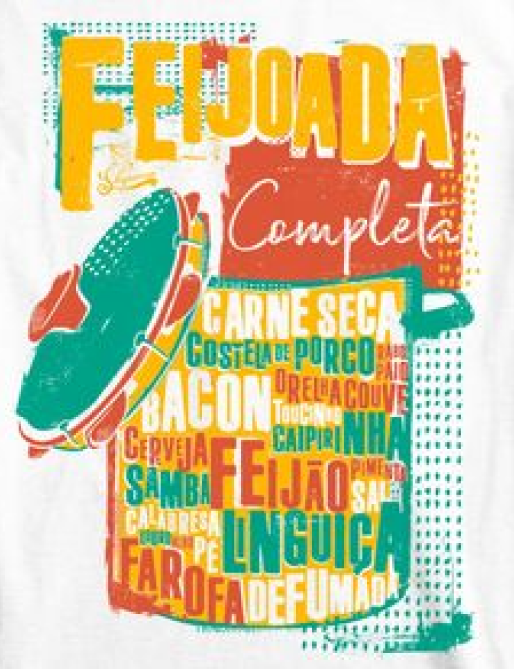 FEIJOADA
Completa
CARNE SECA
COSTELA DE PORCO
RABO
PAIO
ORELHA COUVE
BACON
TOUCINHO
CAIPIRINHA
CERVEJA
FEIJÃO
PIMENTA
SAMBA
SAL
CALABRESA
PÉ
LINGUIÇA
FAROFA
DEFUMADA